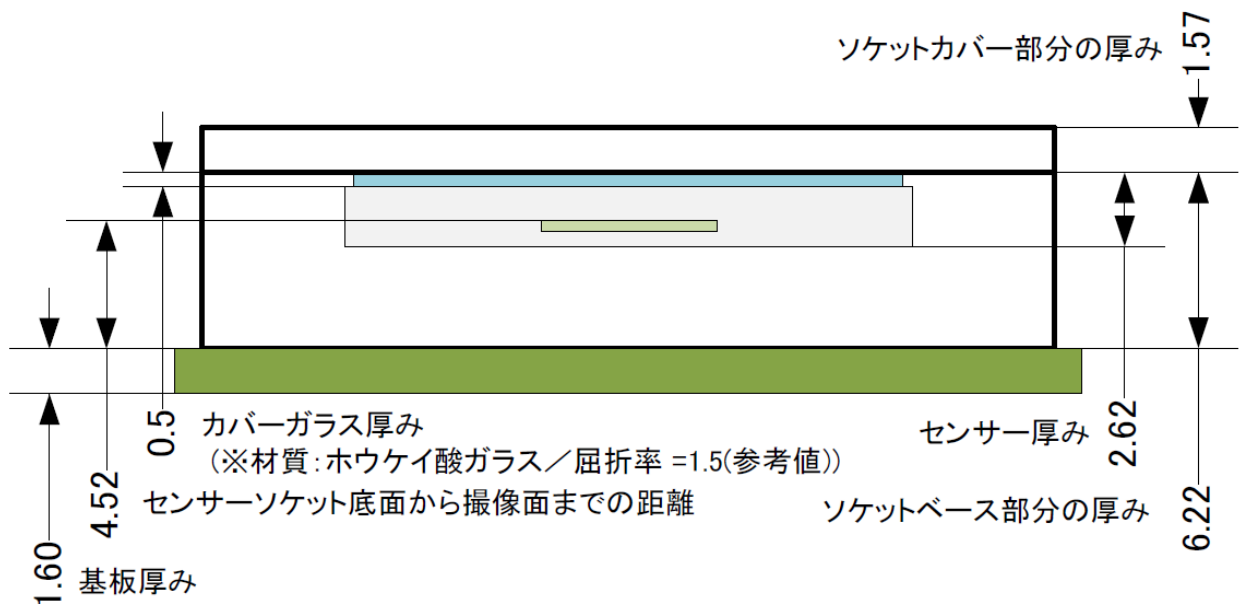 ソケットカバー部分の厚み
1.57
0.5
カバーガラス厚み
(※材質:ホウケイ酸ガラス/屈折率 =1.5(参考値))
センサー厚み
2.62
4.52
センサーソケット底面から撮像面までの距離
ソケットベース部分の厚み
6.22
1.60
基板厚み